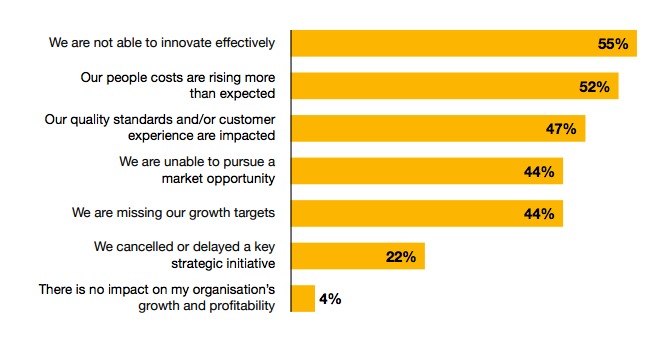 We are not able to innovate effectively
55%
Our people costs are rising more
than expected
52%
Our quality standards and/or customer
experience are impacted
47%
We are unable to pursue a
market opportunity
44%
We are missing our growth targets
44%
We cancelled or delayed a key
strategic initiative
22%
There is no impact on my organisation’s
growth and profitability
4%